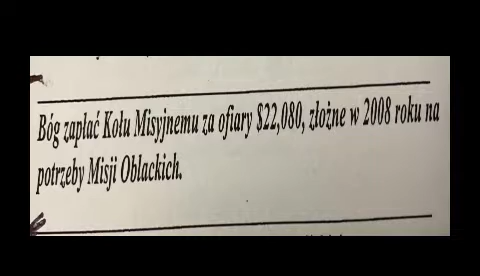 Bóg zapłać Kołu Misyjnemu za ofiary $22,080, złożne w 2008 roku na
potrzeby Misji Oblackich.